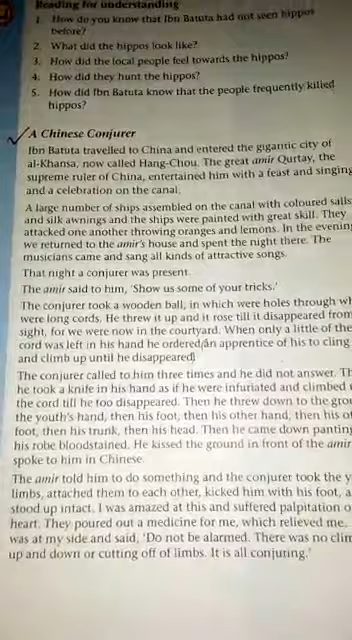 Reading for understanding
1. How do you know that Ibn Batuta had not seen hippos
before?
2. What did the hippos look like?
3. How did the local people feel towards the hippos?
4. How did they hunt the hippos?
5. How did Ibn Batuta know that the people frequently killed
hippos?
A Chinese Conjurer
Ibn Batuta travelled to China and entered the gigantic city of
al-Khansa, now called Hang-Chou. The great amir Qurtay, the
supreme ruler of China, entertained him with a feast and singing
and a celebration on the canal.
A large number of ships assembled on the canal with coloured sails
and silk awnings and the ships were painted with great skill. They
attacked one another throwing oranges and lemons. In the evening
we returned to the amir's house and spent the night there. The
musicians came and sang all kinds of attractive songs.
That night a conjurer was present.
The amir said to him, 'Show us some of your tricks.'
The conjurer took a wooden ball, in which were holes through wh
were long cords. He threw it up and it rose till it disappeared from
sight, for we were now in the courtyard. When only a little of the
cord was left in his hand he ordered an apprentice of his to cling
and climb up until he disappeared.
The conjurer called to him three times and he did not answer. Th
he took a knife in his hand as if he were infuriated and climbed
the cord till he too disappeared. Then he threw down to the grou
the youth's hand, then his foot, then his other hand, then his ot
foot, then his trunk, then his head. Then he came down panting
his robe bloodstained. He kissed the ground in front of the amir
spoke to him in Chinese.
The amir told him to do something and the conjurer took the y
limbs, attached them to each other, kicked him with his foot, a
stood up intact. I was amazed at this and suffered palpitation o
heart. They poured out a medicine for me, which relieved me.
was at my side and said, 'Do not be alarmed. There was no clim
up and down or cutting off of limbs. It is all conjuring.'